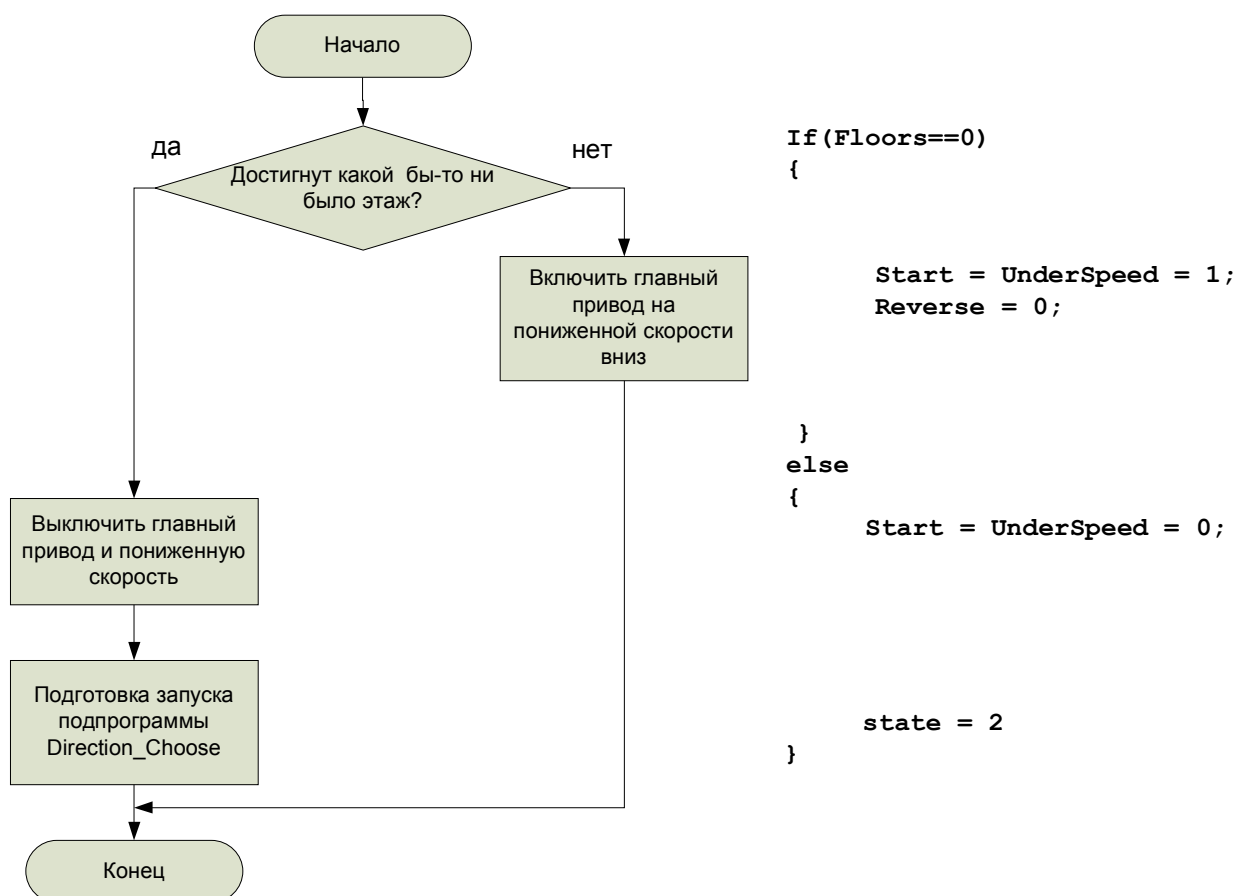 Начало
да
нет
Достигнут какой бы-то ни
было этаж?
Включить главный
привод на
пониженной скорости
вниз
Выключить главный
привод и пониженную
скорость
Подготовка запуска
подпрограммы
Direction_Choose
Конец
If(Floors==0)
{
Start = UnderSpeed = 1;
Reverse = 0;
}
else
{
Start = UnderSpeed = 0;
state = 2
}